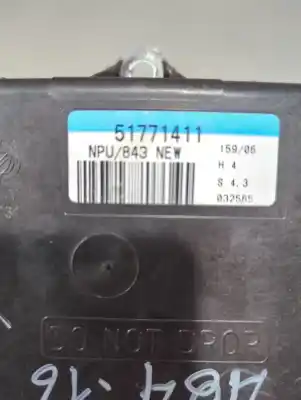 51771411
NPU/843 NEW
159/06
H 4
S 4.3
032585
DO NOT DROP